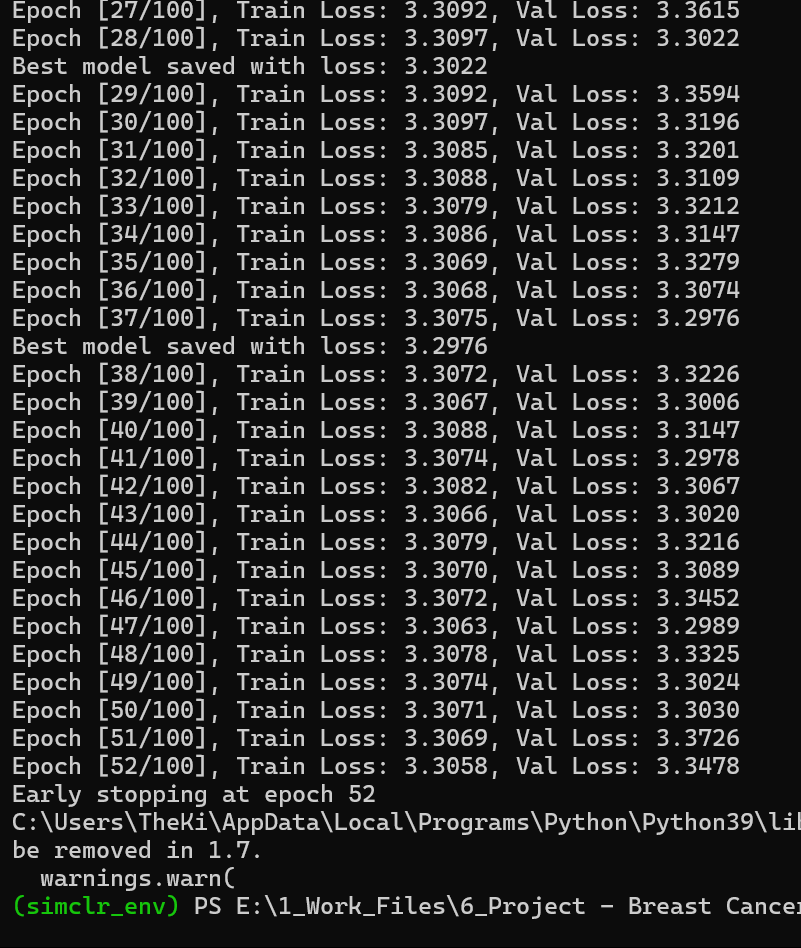 Epoch [27/100], Train Loss: 3.3092, Val Loss: 3.3615
Epoch [28/100], Train Loss: 3.3097, Val Loss: 3.3022
Best model saved with loss: 3.3022
Epoch [29/100], Train Loss: 3.3092, Val Loss: 3.3594
Epoch [30/100], Train Loss: 3.3097, Val Loss: 3.3196
Epoch [31/100], Train Loss: 3.3085, Val Loss: 3.3201
Epoch [32/100], Train Loss: 3.3088, Val Loss: 3.3109
Epoch [33/100], Train Loss: 3.3079, Val Loss: 3.3212
Epoch [34/100], Train Loss: 3.3086, Val Loss: 3.3147
Epoch [35/100], Train Loss: 3.3069, Val Loss: 3.3279
Epoch [36/100], Train Loss: 3.3068, Val Loss: 3.3074
Epoch [37/100], Train Loss: 3.3075, Val Loss: 3.2976
Best model saved with loss: 3.2976
Epoch [38/100], Train Loss: 3.3072, Val Loss: 3.3226
Epoch [39/100], Train Loss: 3.3067, Val Loss: 3.3006
Epoch [40/100], Train Loss: 3.3088, Val Loss: 3.3147
Epoch [41/100], Train Loss: 3.3074, Val Loss: 3.2978
Epoch [42/100], Train Loss: 3.3082, Val Loss: 3.3067
Epoch [43/100], Train Loss: 3.3066, Val Loss: 3.3020
Epoch [44/100], Train Loss: 3.3079, Val Loss: 3.3216
Epoch [45/100], Train Loss: 3.3070, Val Loss: 3.3089
Epoch [46/100], Train Loss: 3.3072, Val Loss: 3.3452
Epoch [47/100], Train Loss: 3.3063, Val Loss: 3.2989
Epoch [48/100], Train Loss: 3.3078, Val Loss: 3.3325
Epoch [49/100], Train Loss: 3.3074, Val Loss: 3.3024
Epoch [50/100], Train Loss: 3.3071, Val Loss: 3.3030
Epoch [51/100], Train Loss: 3.3069, Val Loss: 3.3726
Epoch [52/100], Train Loss: 3.3058, Val Loss: 3.3478
Early stopping at epoch 52
C:\Users\TheKi\AppData\Local\Programs\Python\Python39\lib
be removed in 1.7.
  warnings.warn(
(simclr_env) PS E:\1_Work_Files\6_Project - Breast Cancer